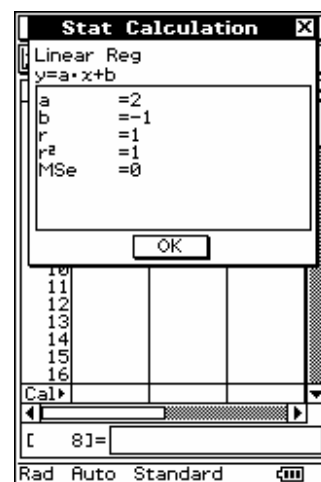 Stat Calculation
Linear Reg
y=a·x+b
a =2
b =-1
r =1
r² =1
MSe =0
OK
10
11
12
13
14
15
16
Cal
[ 8]=
Rad Auto Standard